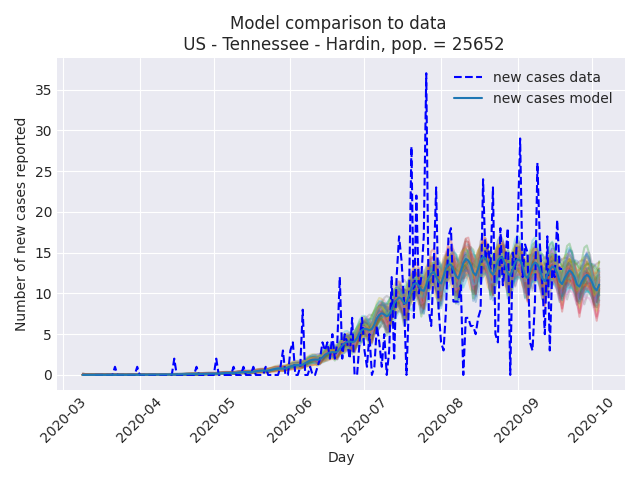 Model comparison to data
US - Tennessee - Hardin, pop. = 25652
new cases data
new cases model
Number of new cases reported
35
30
25
20
15
10
5
0
2020-03
2020-04
2020-05
2020-06
2020-07
2020-08
2020-09
2020-10
Day